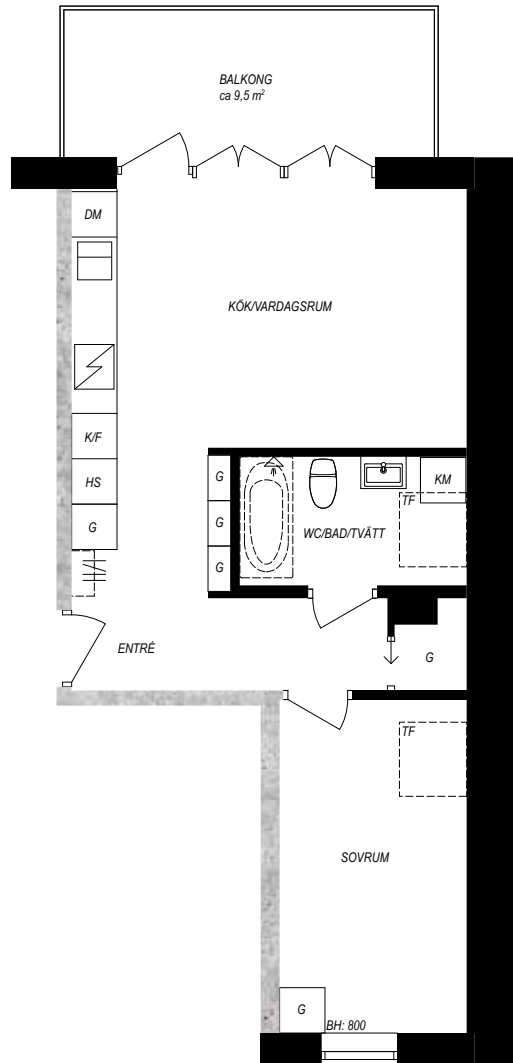 BALKONG
ca 9,5 m²
DM
KÖK/VARDAGSRUM
K/F
HS
G
G
G
G
KM
TF
WC/BAD/TVÄTT
ENTRÉ
G
TF
SOVRUM
G
BH: 800